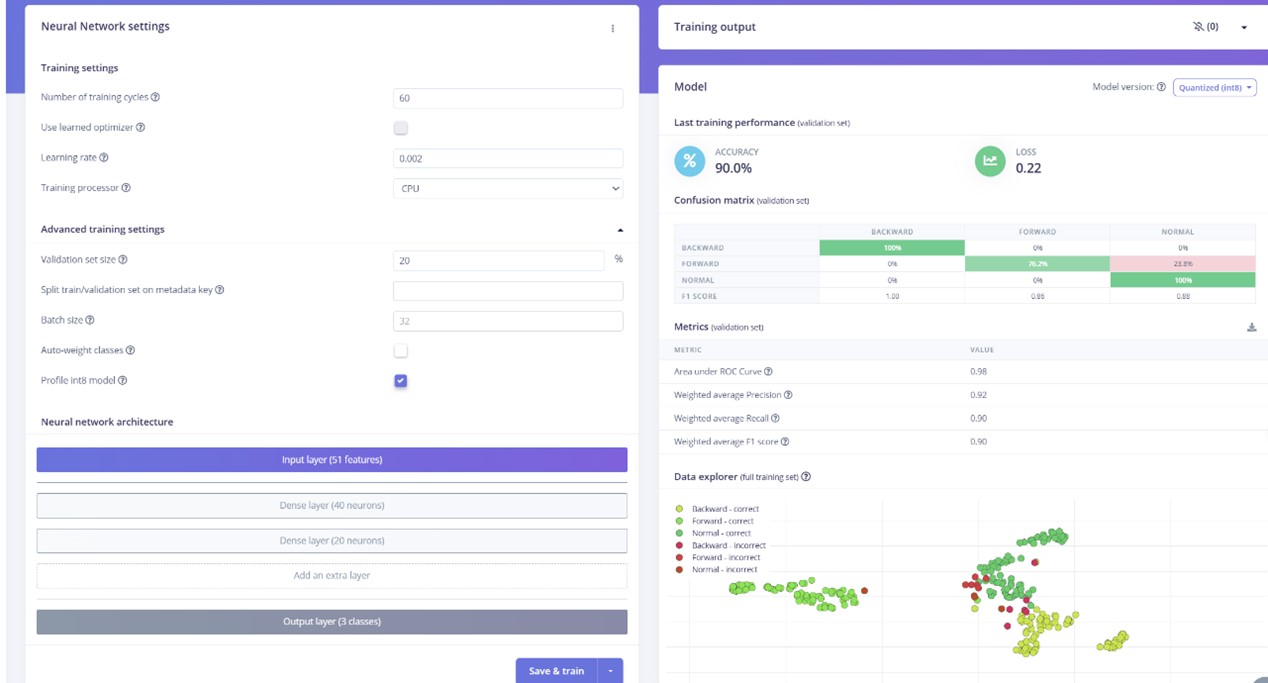 Neural Network settings
Training settings
Number of training cycles
60
Use learned optimizer
Learning rate
0.002
Training processor
CPU
Advanced training settings
Validation set size
20
%
Split train/validation set on metadata key
Batch size
32
Auto-weight classes
Profile int8 model
Neural network architecture
Input layer (51 features)
Dense layer (40 neurons)
Dense layer (20 neurons)
Add an extra layer
Output layer (3 classes)
Save & train
Training output
(0)
Model
Model version:
Quantized (int8)
Last training performance (validation set)
%
ACCURACY
90.0%
LOSS
0.22
Confusion matrix (validation set)
BACKWARD FORWARD NORMAL
BACKWARD 100% 0% 0%
FORWARD 0% 76.2% 23.8%
NORMAL 0% 0% 100%
F1 SCORE 1.00 0.86 0.88
Metrics (validation set)
METRIC VALUE
Area under ROC Curve 0.98
Weighted average Precision 0.92
Weighted average Recall 0.90
Weighted average F1 score 0.90
Data explorer (full training set)
Backward - correct
Forward - correct
Normal - correct
Backward - incorrect
Forward - incorrect
Normal - incorrect